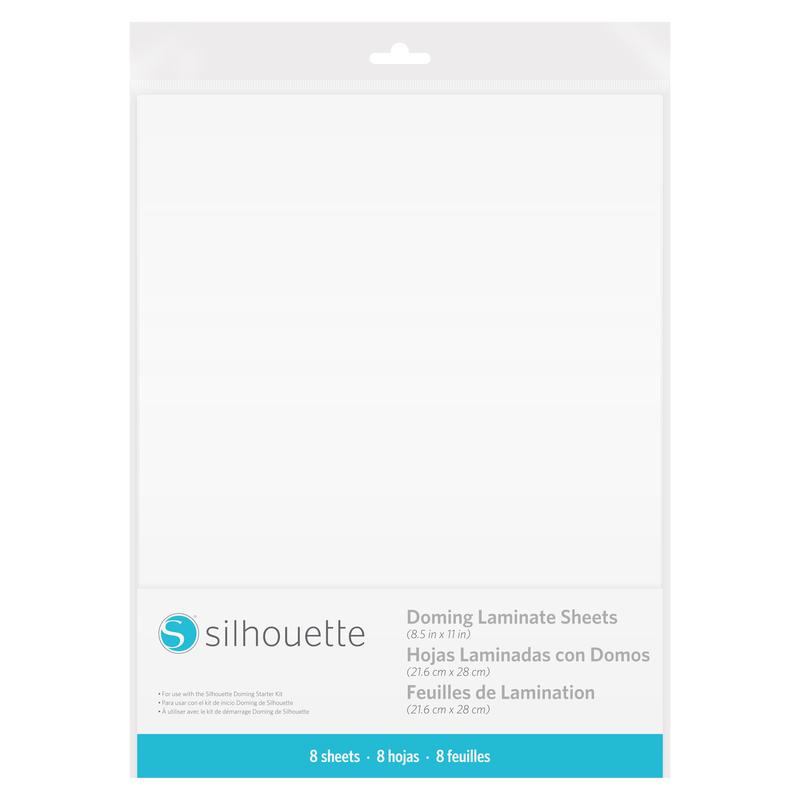 silhouette
• For use with the Silhouette Doming Starter Kit
• Para usar con el kit de inicio Doming de Silhouette
• À utiliser avec le kit de démarrage Doming de Silhouette
Doming Laminate Sheets
(8.5 in x 11 in)
Hojas Laminadas con Domos
(21.6 cm x 28 cm)
Feuilles de Lamination
(21.6 cm x 28 cm)
8 sheets · 8 hojas · 8 feuilles